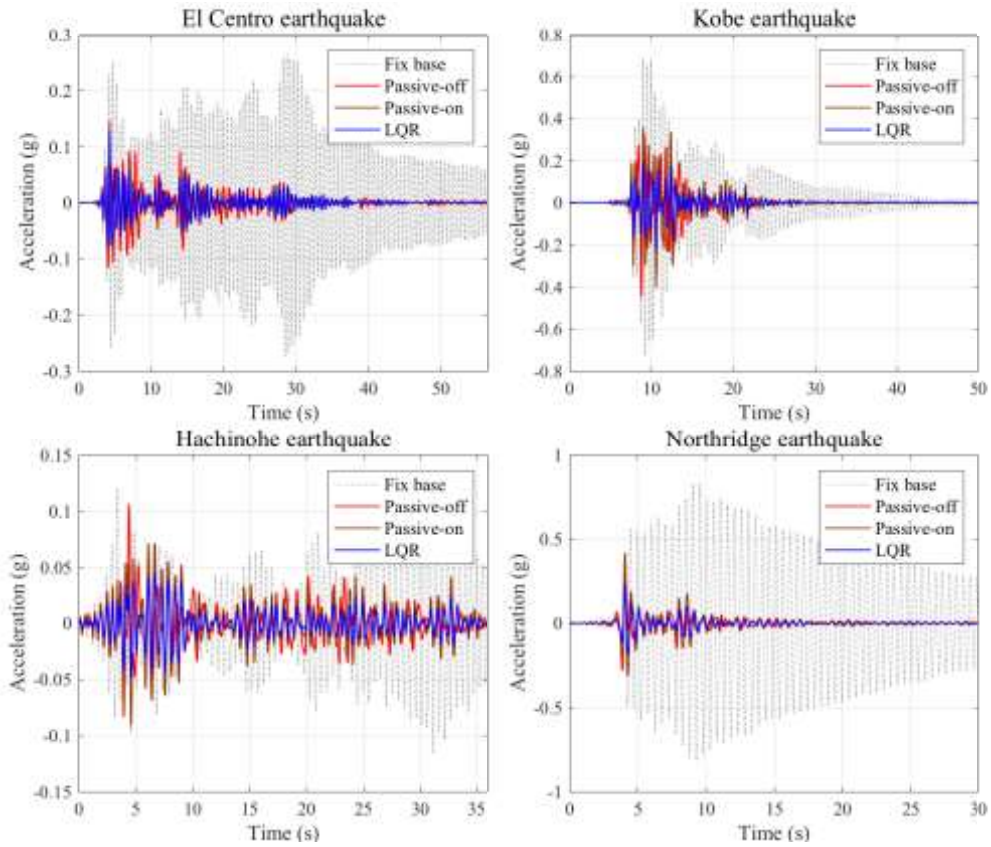 El Centro earthquake
0.3
0.2
0.1
0
-0.1
-0.2
-0.3
Acceleration (g)
Fix base
Passive-off
Passive-on
LQR
0 10 20 30 40 50
Time (s)
Kobe earthquake
0.8
0.6
0.4
0.2
0
-0.2
-0.4
-0.6
-0.8
Acceleration (g)
Fix base
Passive-off
Passive-on
LQR
0 10 20 30 40 50
Time (s)
Hachinohe earthquake
0.15
0.1
0.05
0
-0.05
-0.1
-0.15
Acceleration (g)
Fix base
Passive-off
Passive-on
LQR
0 5 10 15 20 25 30 35
Time (s)
Northridge earthquake
1
0.5
0
-0.5
-1
Acceleration (g)
Fix base
Passive-off
Passive-on
LQR
0 5 10 15 20 25 30
Time (s)